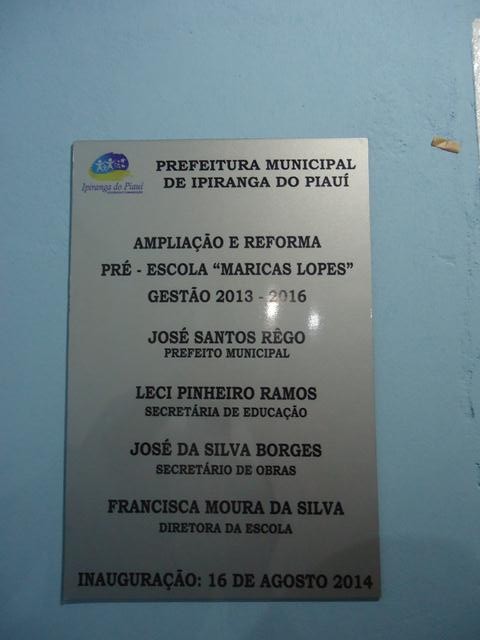 PREFEITURA MUNICIPAL
DE IPIRANGA DO PIAUÍ
Ipiranga do Piauí
AMPLIAÇÃO E REFORMA
PRÉ - ESCOLA “MARICAS LOPES”
GESTÃO 2013 - 2016
JOSÉ SANTOS RÊGO
PREFEITO MUNICIPAL
LECI PINHEIRO RAMOS
SECRETÁRIA DE EDUCAÇÃO
JOSÉ DA SILVA BORGES
SECRETÁRIO DE OBRAS
FRANCISCA MOURA DA SILVA
DIRETORA DA ESCOLA
INAUGURAÇÃO: 16 DE AGOSTO 2014